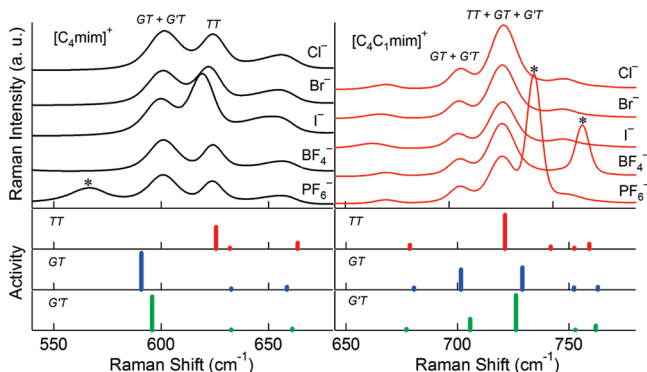 [C4mim]+
GT + G'T
TT
Cl−
Br−
I−
BF4−
PF6−
*
Raman Intensity (a. u.)
[C4C1mim]+
GT + G'T
TT + GT + G'T
*
*
Cl−
Br−
I−
BF4−
PF6−
Activity
TT
GT
G'T
TT
GT
G'T
550 600 650
650 700 750
Raman Shift (cm−1)
Raman Shift (cm−1)